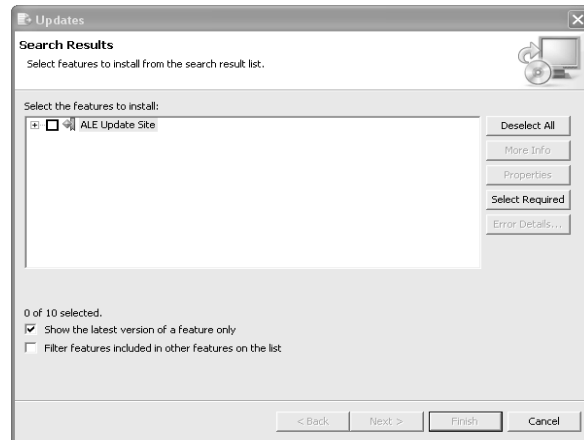 Updates
Search Results
Select features to install from the search result list.
Select the features to install:
ALE Update Site
Deselect All
More Info
Properties
Select Required
Error Details...
0 of 10 selected.
Show the latest version of a feature only
Filter features included in other features on the list
< Back
Next >
Finish
Cancel